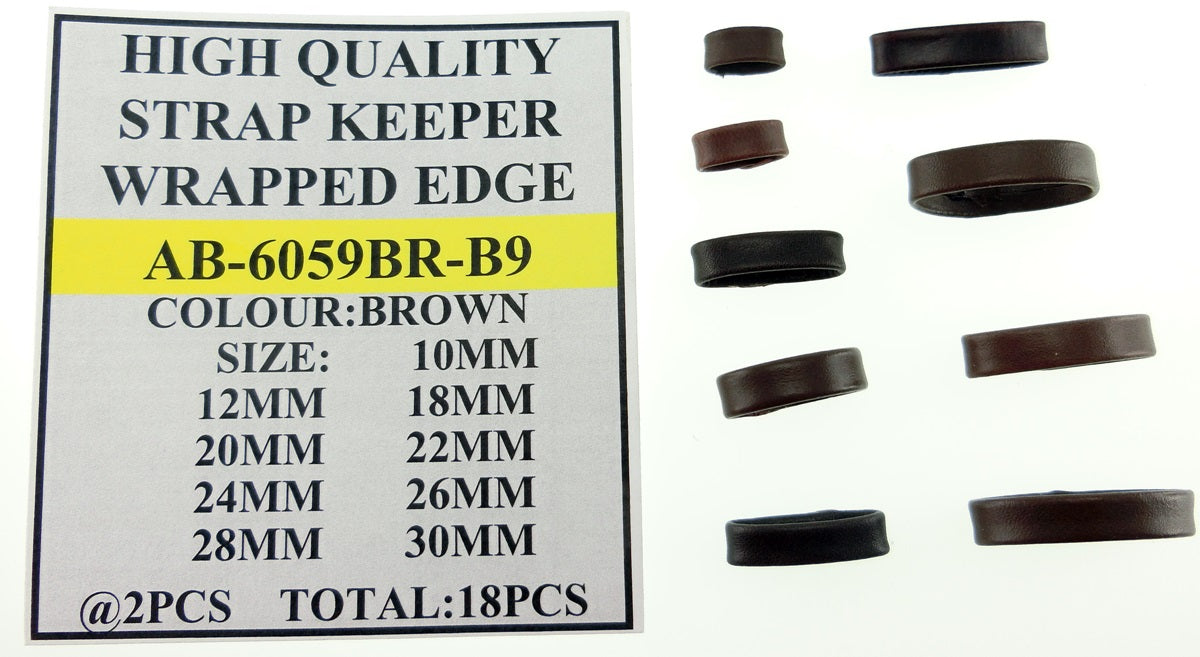 HIGH QUALITY
STRAP KEEPER
WRAPPED EDGE
AB-6059BR-B9
COLOUR:BROWN
SIZE: 10MM
12MM 18MM
20MM 22MM
24MM 26MM
28MM 30MM
@2PCS TOTAL:18PCS